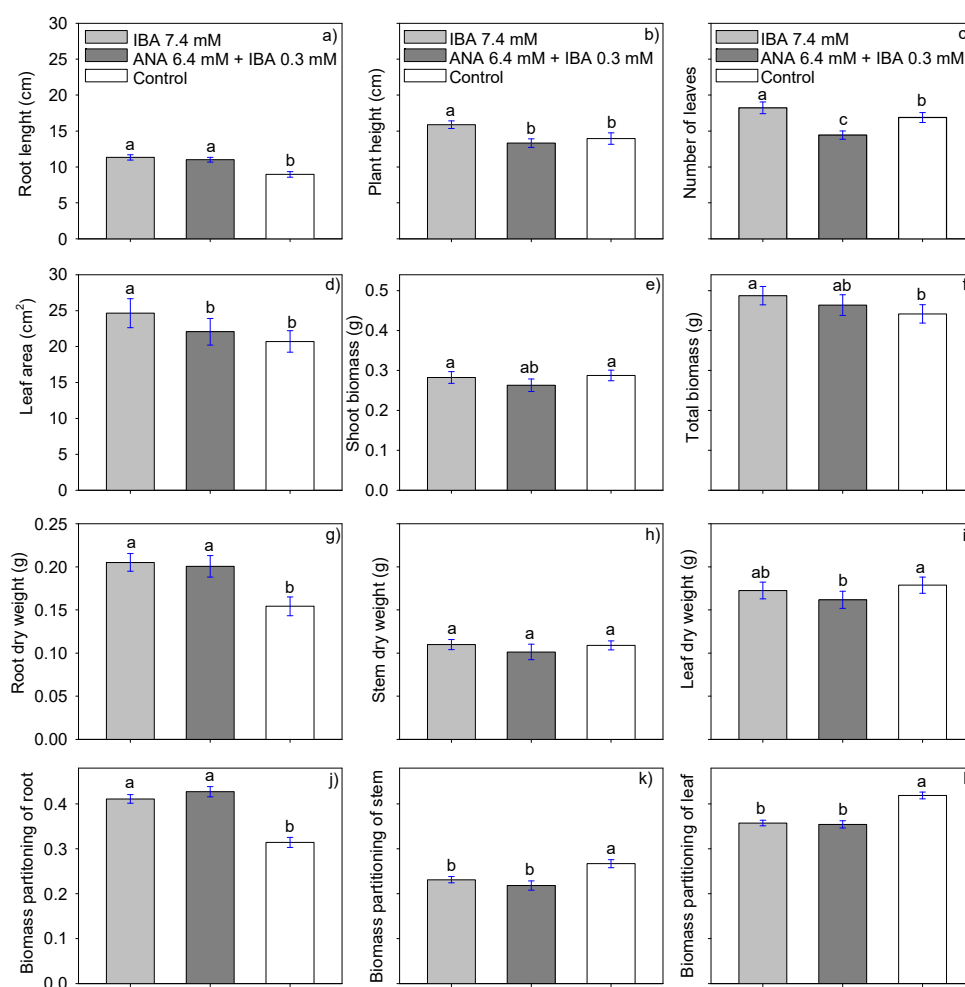 30
25
20
15
10
5
0
Root lenght (cm)
IBA 7.4 mM
ANA 6.4 mM + IBA 0.3 mM
Control
a)
a
a
b
Plant height (cm)
IBA 7.4 mM
ANA 6.4 mM + IBA 0.3 mM
Control
b)
a
b
b
Number of leaves
IBA 7.4 mM
ANA 6.4 mM + IBA 0.3 mM
Control
a
c
b
30
25
20
15
10
5
0
Leaf area (cm²)
d)
a
b
b
0.5
0.4
0.3
0.2
0.0
Shoot biomass (g)
e)
a
ab
a
Total biomass (g)
a
ab
b
0.25
0.20
0.15
0.10
0.05
0.00
Root dry weight (g)
g)
a
a
b
Stem dry weight (g)
h)
a
a
a
Leaf dry weight (g)
ab
b
a
0.4
0.3
0.2
0.1
0.0
Biomass partitoning of root
j)
a
a
b
Biomass partitioning of stem
k)
b
b
a
Biomass partitioning of leaf
b
b
a